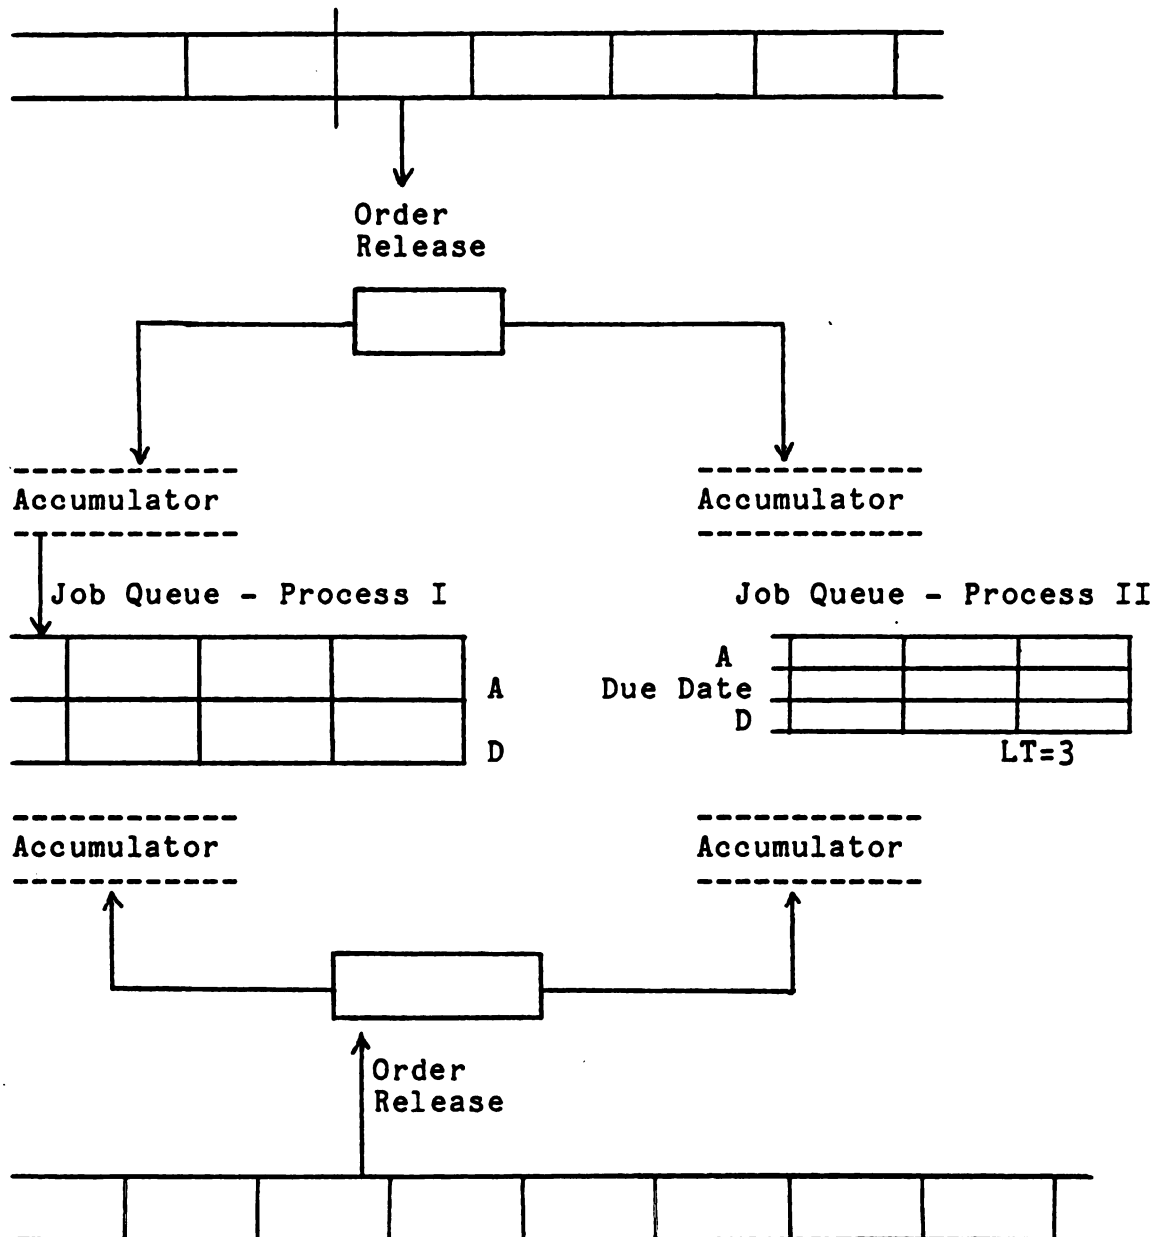 Order
Release
Accumulator
Accumulator
Job Queue - Process I
Job Queue - Process II
A
D
A
Due Date
D
LT=3
Accumulator
Accumulator
Order
Release